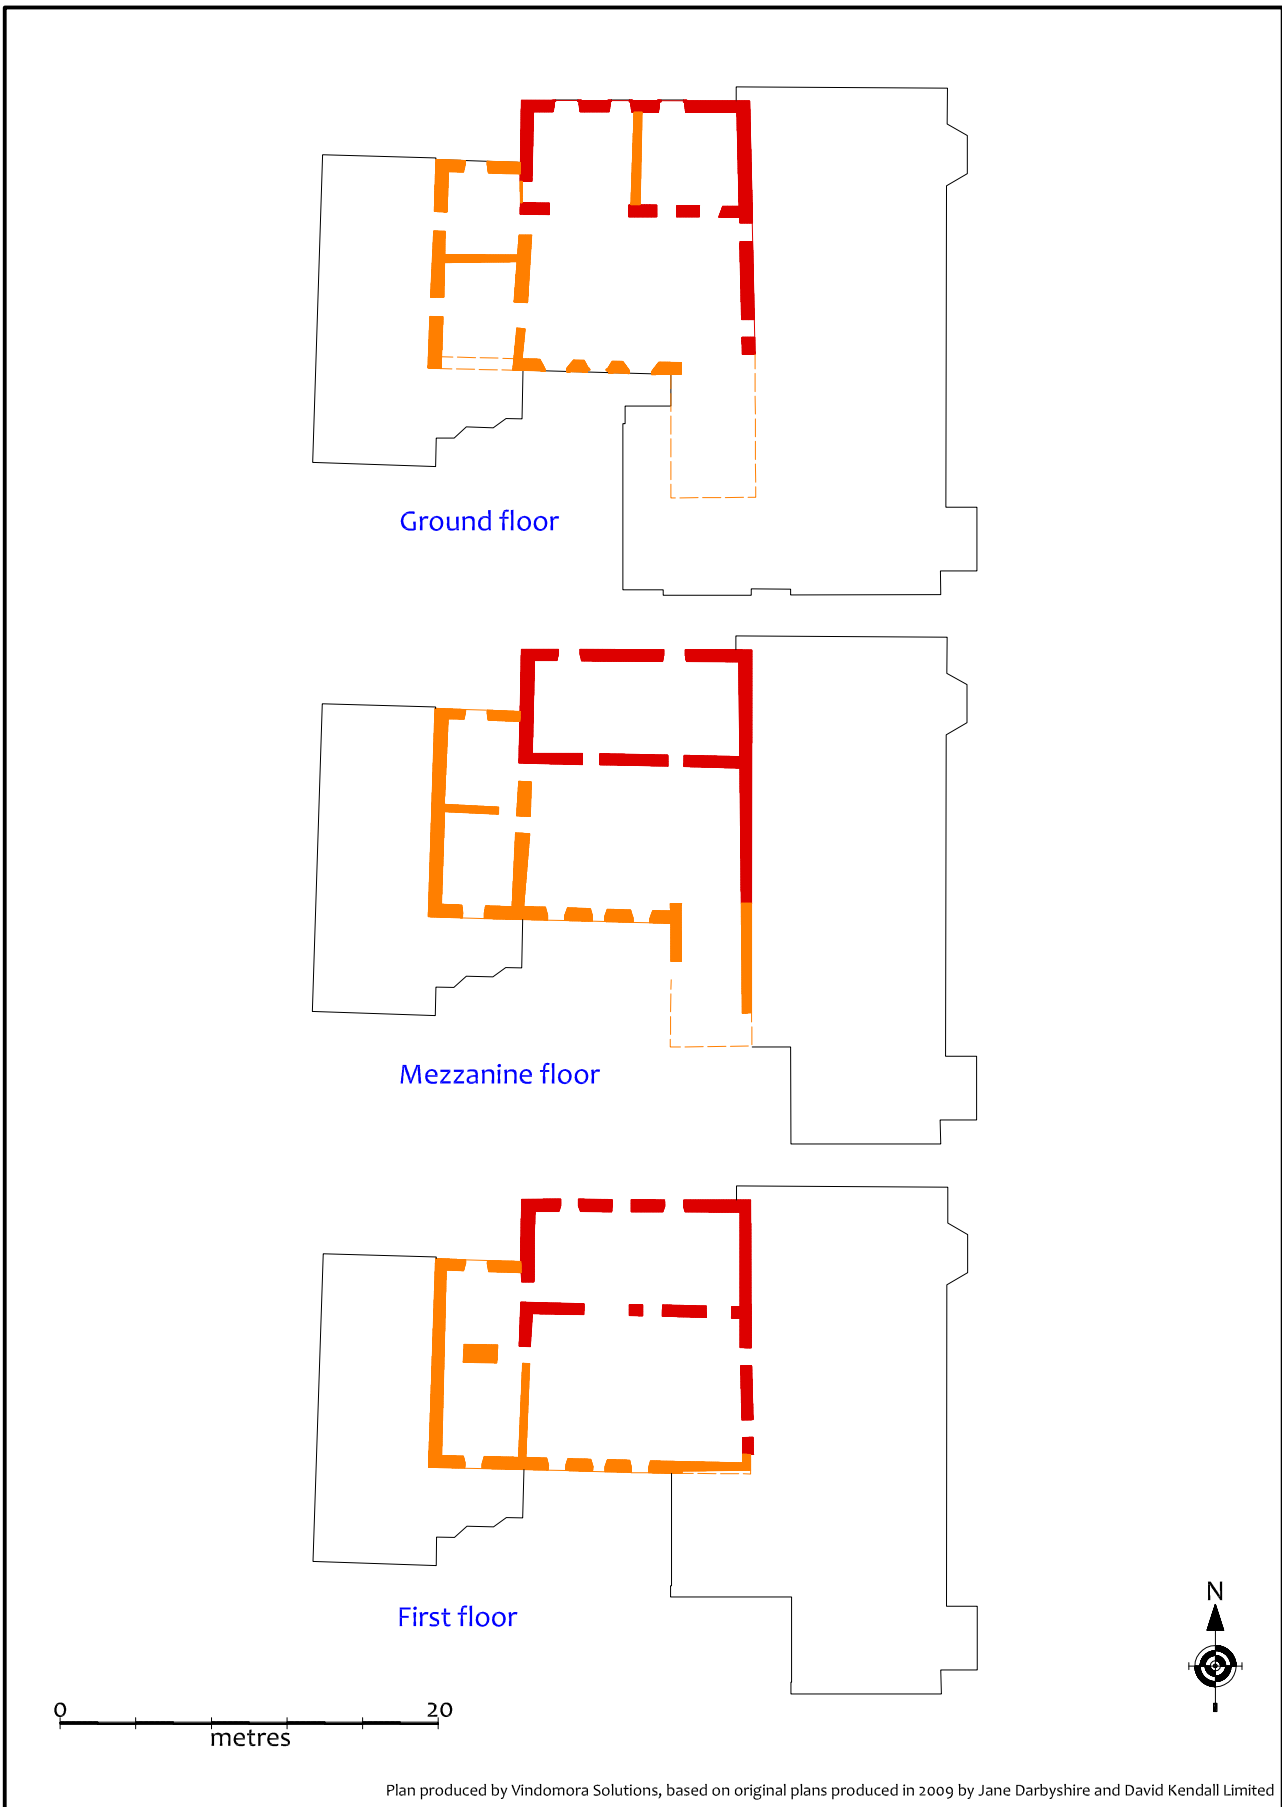 Ground floor
Mezzanine floor
First floor
N
0 20
metres
Plan produced by Vindomora Solutions, based on original plans produced in 2009 by Jane Darbyshire and David Kendall Limited